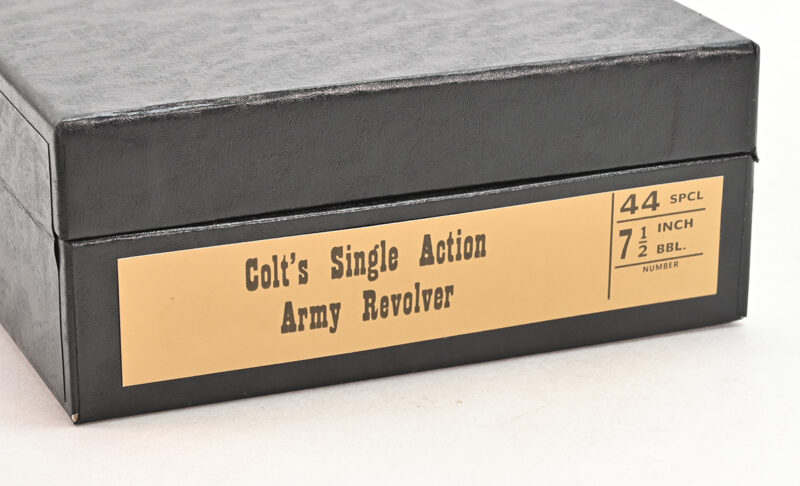 Colt's Single Action
Army Revolver
44 SPCL
7 1/2 INCH
BBL.
NUMBER